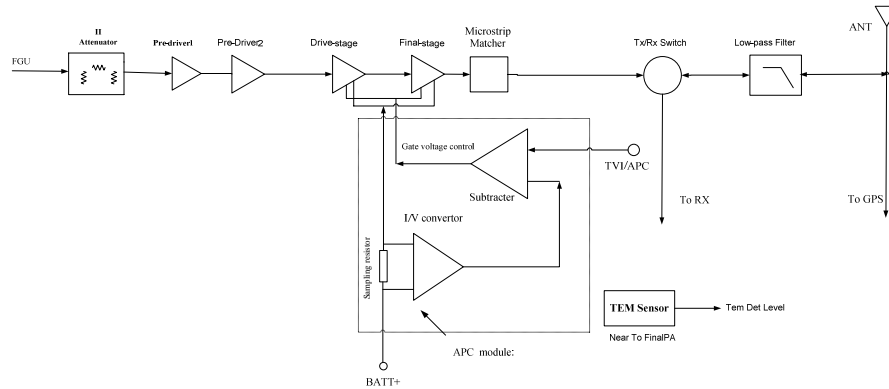 ANT
II
Attenuator
Pre-driver1
Pre-Driver2
Drive-stage
Final-stage
Microstrip
Matcher
Tx/Rx Switch
Low-pass Filter
FGU
Gate voltage control
TVI/APC
Subtracter
To RX
To GPS
I/V convertor
Sampling resistor
TEM Sensor
Tem Det Level
Near To FinalPA
APC module:
BATT+